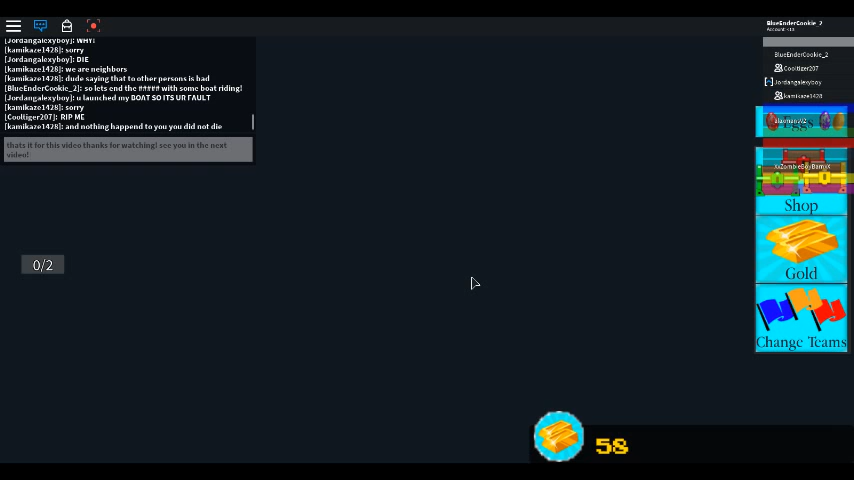 [Jordangalexyboy]: WHY!
[kamikaze1428]: sorry
[Jordangalexyboy]: DIE
[kamikaze1428]: we are neighbors
[kamikaze1428]: dude saying that to other persons is bad
[BlueEnderCookie_2]: so lets end the ##### with some boat riding!
[Jordangalexyboy]: u launched my BOAT SO ITS UR FAULT
[kamikaze1428]: sorry
[Cooltiger207]: RIP ME
[kamikaze1428]: and nothing happend to you you did not die
thats it for this video thanks for watching! see you in the next
video!
0/2
BlueEnderCookie_2
Account:
BlueEnderCookie_2
Cooltiger207
Jordangalexyboy
kamikaze1428
Eggs
Shop
Gold
Change Teams
58